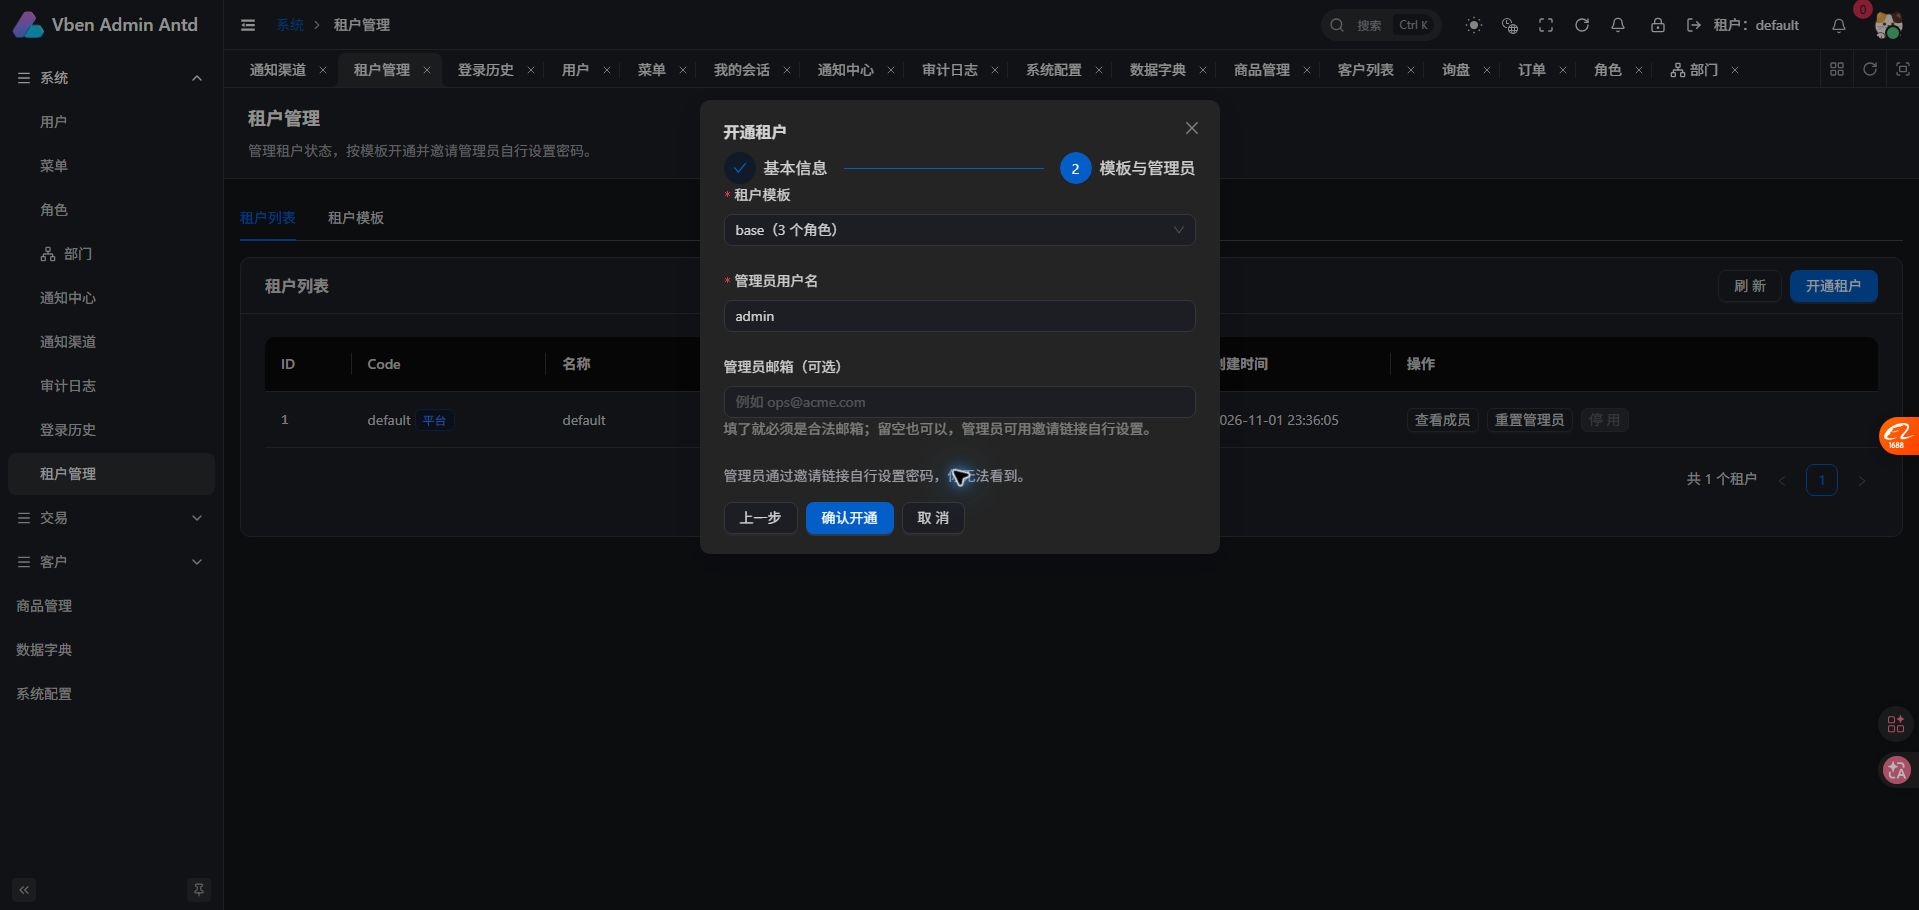 Vben Admin Antd
系统 > 租户管理
搜索 Ctrl K
租户：default
0
通知渠道 × 租户管理 × 登录历史 × 用户 × 菜单 × 我的会话 × 通知中心 × 审计日志 × 系统配置 × 数据字典 × 商品管理 × 客户列表 × 询盘 × 订单 × 角色 × 部门 ×
系统
用户
菜单
角色
部门
通知中心
通知渠道
审计日志
登录历史
租户管理
交易
客户
商品管理
数据字典
系统配置
租户管理
管理租户状态，按模板开通并邀请管理员自行设置密码。
租户列表 租户模板
租户列表
刷 新 开通租户
ID Code 名称 建时间 操作
1 default 平台 default 026-11-01 23:36:05 查看成员 重置管理员 停 用
共 1 个租户 < 1 >
开通租户
基本信息 2 模板与管理员
* 租户模板
base（3 个角色）
* 管理员用户名
admin
管理员邮箱（可选）
例如 ops@acme.com
填了就必须是合法邮箱；留空也可以，管理员可用邀请链接自行设置。
管理员通过邀请链接自行设置密码，法看到。
上一步 确认开通 取 消
1688